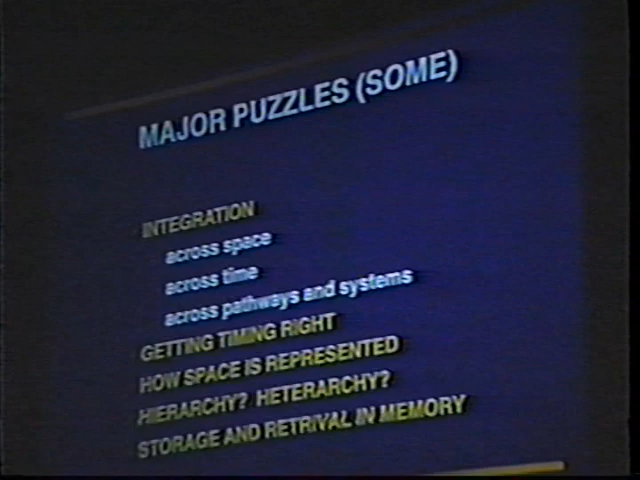 MAJOR PUZZLES (SOME)
INTEGRATION
across space
across time
across pathways and systems
GETTING TIMING RIGHT
HOW SPACE IS REPRESENTED
HIERARCHY? HETERARCHY?
STORAGE AND RETRIVAL IN MEMORY